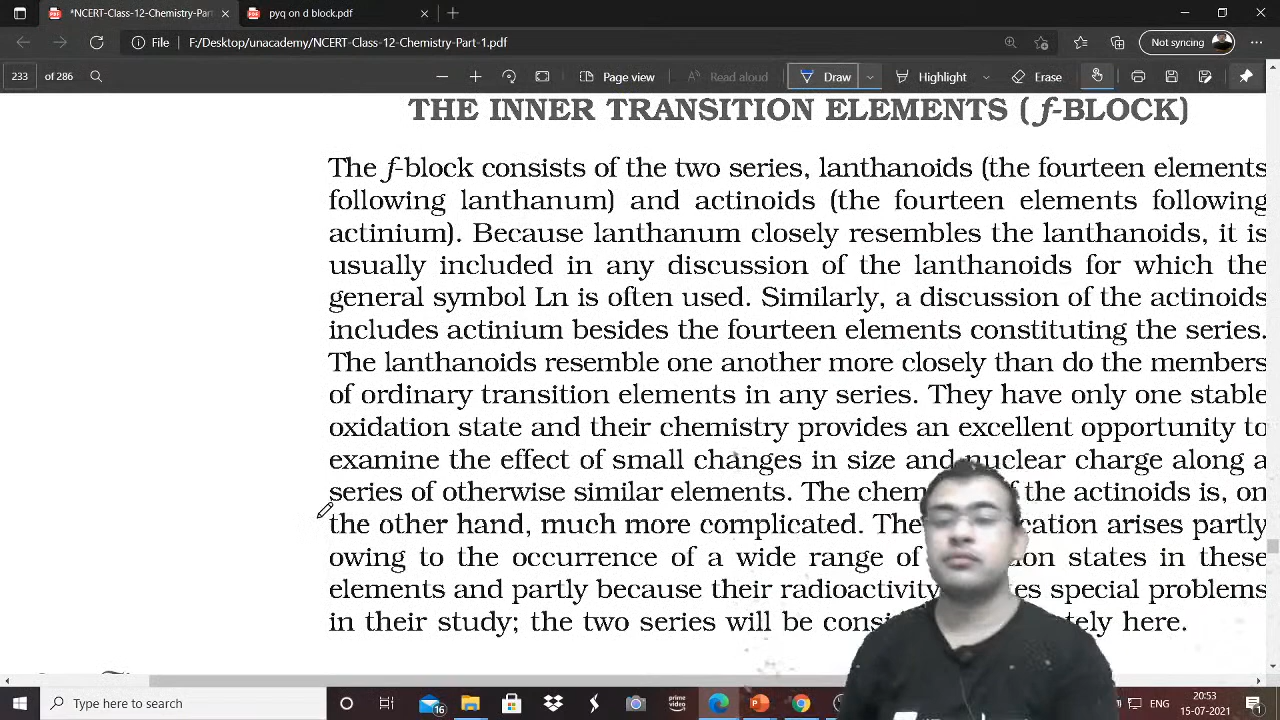 *NCERT-Class-12-Chemistry-Part
pyq on d block.pdf
File
F:/Desktop/unacademy/NCERT-Class-12-Chemistry-Part-1.pdf
Not syncing
233 of 286
Page view
Read aloud
Draw
Highlight
Erase
THE INNER TRANSITION ELEMENTS ( f-BLOCK)
The f-block consists of the two series, lanthanoids (the fourteen elements
following lanthanum) and actinoids (the fourteen elements following
actinium). Because lanthanum closely resembles the lanthanoids, it is
usually included in any discussion of the lanthanoids for which the
general symbol Ln is often used. Similarly, a discussion of the actinoids
includes actinium besides the fourteen elements constituting the series.
The lanthanoids resemble one another more closely than do the members
of ordinary transition elements in any series. They have only one stable
oxidation state and their chemistry provides an excellent opportunity to
examine the effect of small changes in size and nuclear charge along a
series of otherwise similar elements. The chem f the actinoids is, on
the other hand, much more complicated. The cation arises partly
owing to the occurrence of a wide range of on states in these
elements and partly because their radioactivity es special problems
in their study; the two series will be consi tely here.
Type here to search
16
prime
video
ENG
20:53
15-07-2021
1